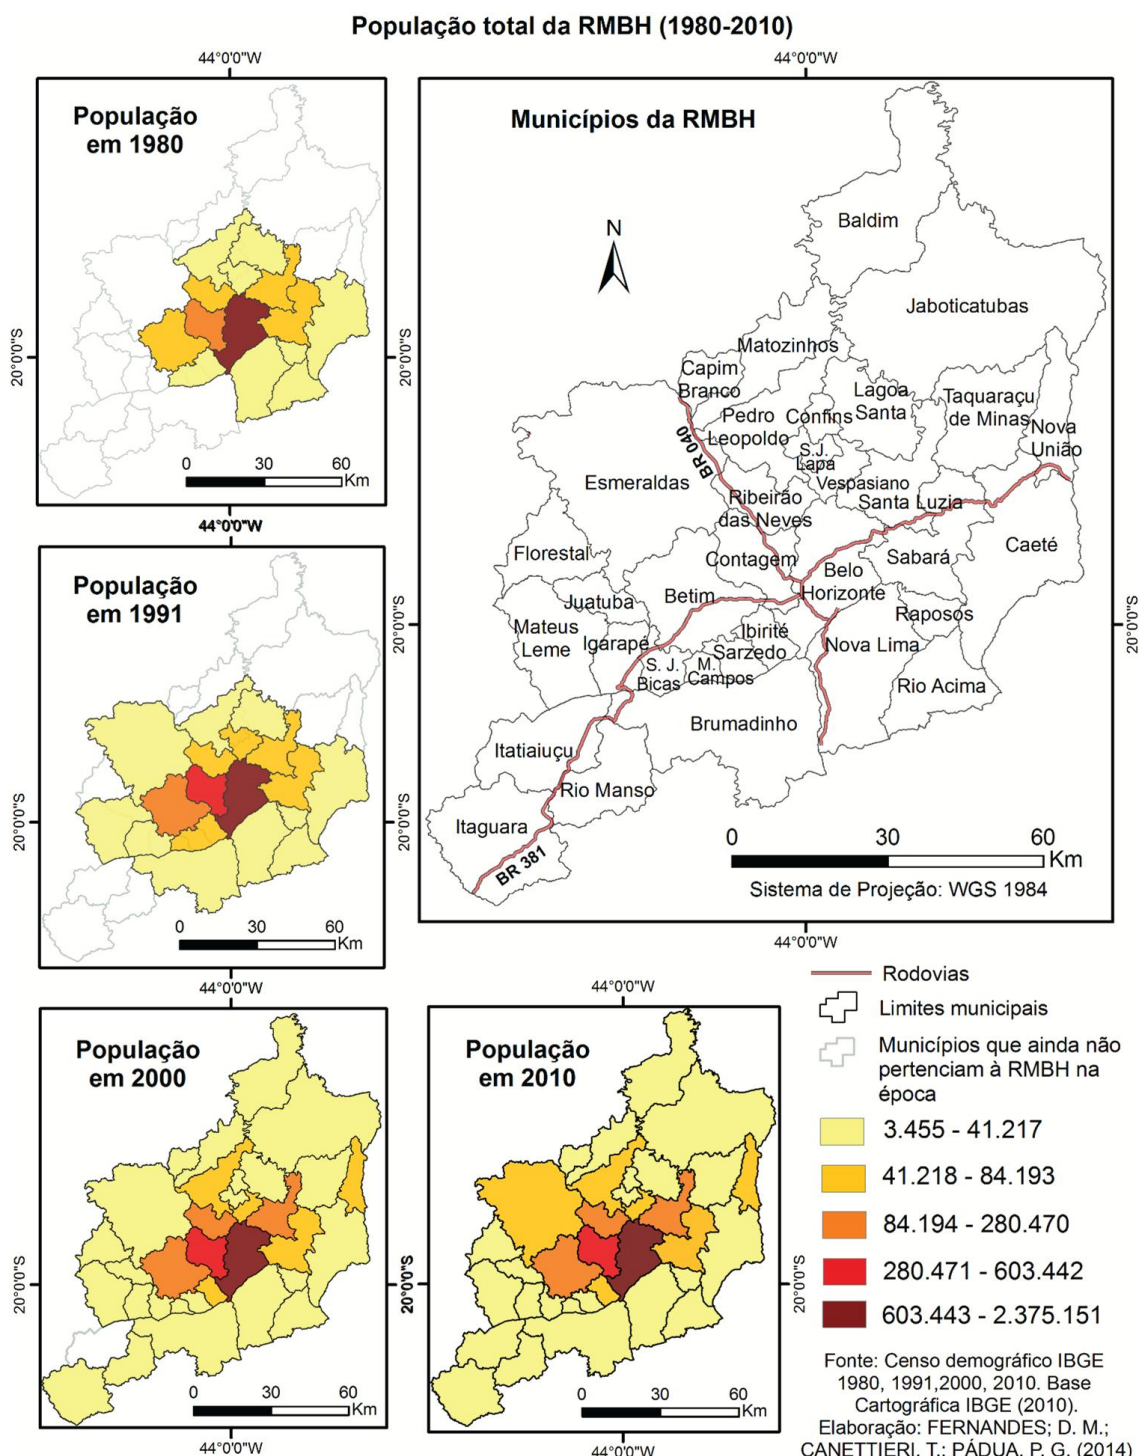 População total da RMBH (1980-2010)
44°0'0"W
44°0'0"W
População
em 1980
20°0'0"S
0 30 60
Km
44°0'0"W
População
em 1991
20°0'0"S
0 30 60
Km
44°0'0"W
Municípios da RMBH
N
Baldim
Jaboticatubas
Matozinhos
Capim
Branco
Lagoa
Santa
Taquaraçu
de Minas
Pedro
Leopoldo
Confins
Nova
União
BR 040
S.J.
Lapa
Esmeraldas
Vespasiano
Ribeirão
das Neves
Santa Luzia
Florestal
Contagem
Sabará
Caeté
Belo
Horizonte
Juatuba
Betim
Raposos
Mateus
Leme
Igarapé
Ibirité
Sarzedo
Nova Lima
S. J.
Bicas
M.
Campos
Rio Acima
Brumadinho
Itatiaiuçu
Rio Manso
Itaguara
BR 381
20°0'0"S
20°0'0"S
0 30 60
Km
Sistema de Projeção: WGS 1984
44°0'0"W
População
em 2000
20°0'0"S
0 30 60
Km
44°0'0"W
44°0'0"W
População
em 2010
20°0'0"S
20°0'0"S
0 30 60
Km
44°0'0"W
Rodovias
Limites municipais
Municípios que ainda não
pertenciam à RMBH na
época
3.455 - 41.217
41.218 - 84.193
84.194 - 280.470
280.471 - 603.442
603.443 - 2.375.151
Fonte: Censo demográfico IBGE
1980, 1991,2000, 2010. Base
Cartográfica IBGE (2010).
Elaboração: FERNANDES; D. M.;
CANETTIERI, T.; PÁDUA, P. G. (2014)